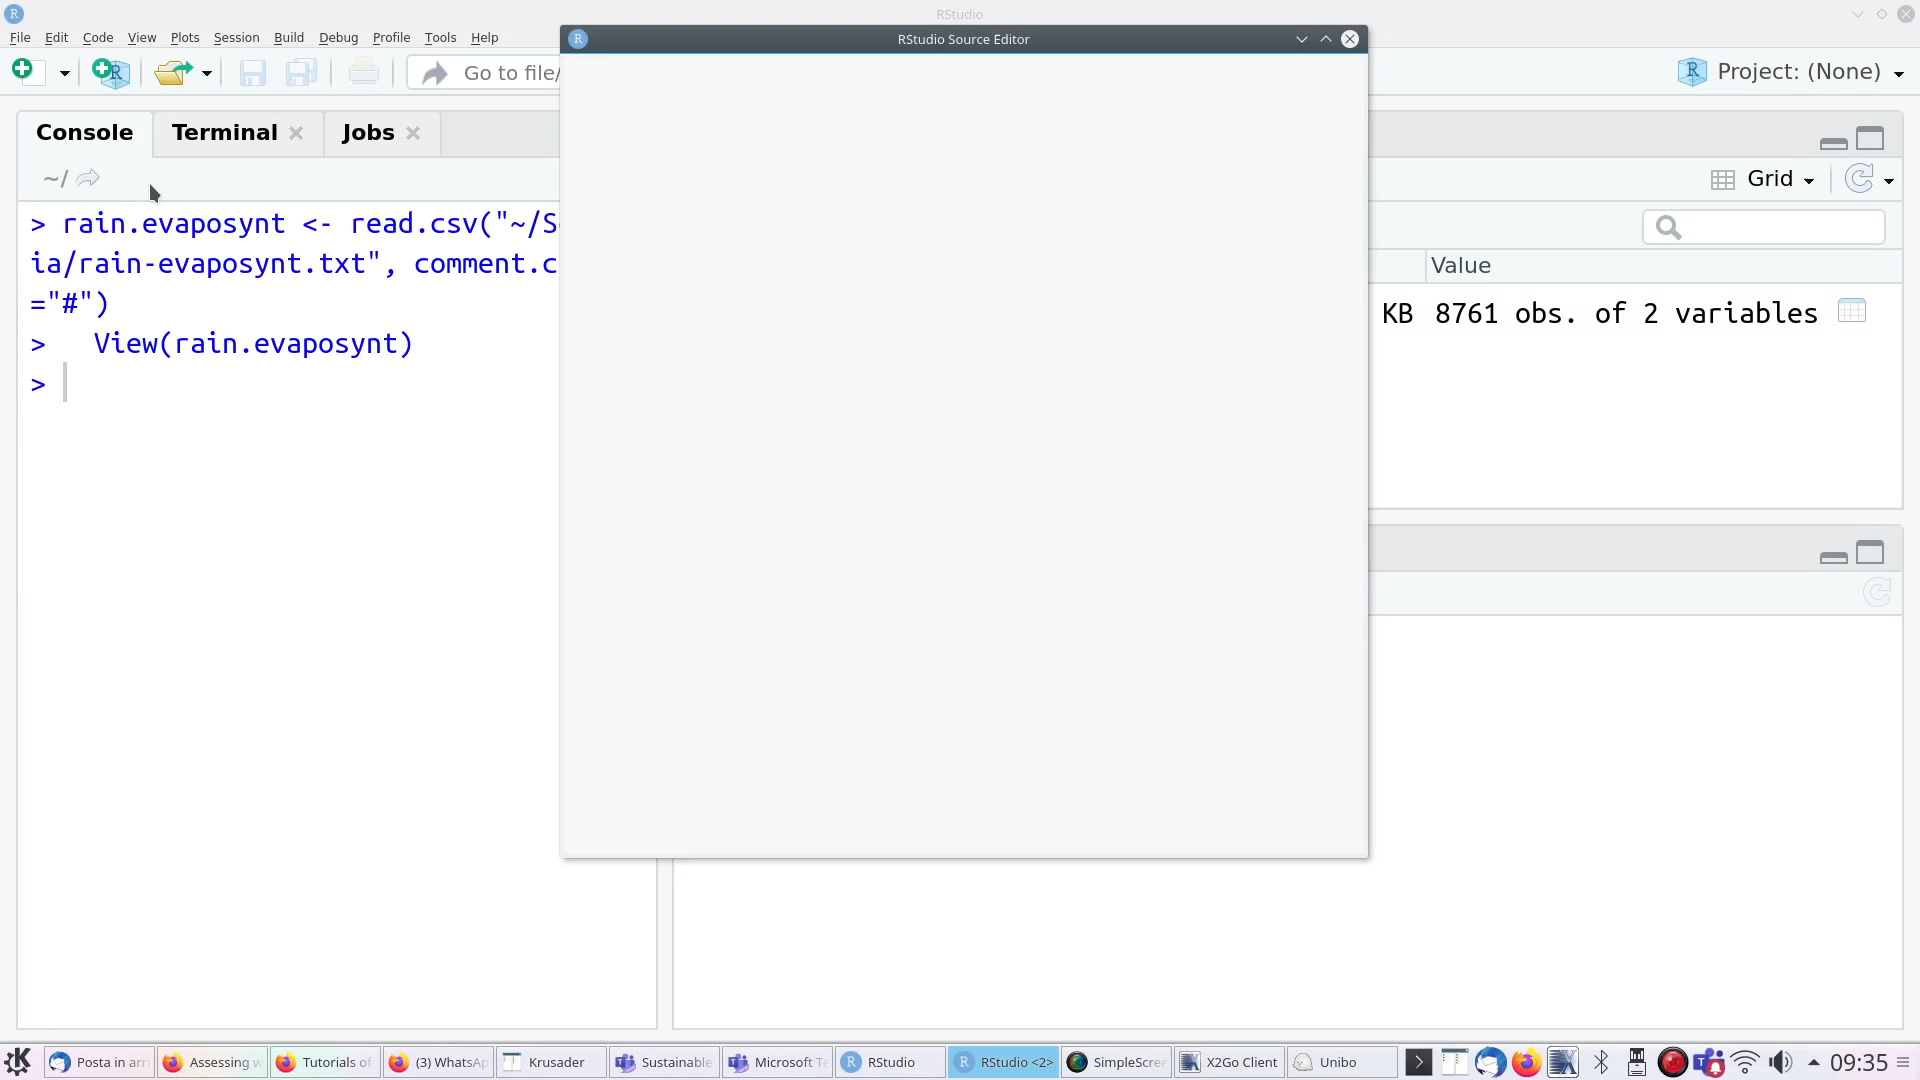 RStudio
File Edit Code View Plots Session Build Debug Profile Tools Help
RStudio Source Editor
Go to file/
Project: (None)
Console Terminal Jobs
~/
Grid
> rain.evaposynt <- read.csv("~/S
ia/rain-evaposynt.txt", comment.c
="#")
> View(rain.evaposynt)
>
Value
KB 8761 obs. of 2 variables
Posta in arri
Assessing w
Tutorials of
(3) WhatsAp
Krusader
Sustainable
Microsoft Te
RStudio
RStudio <2>
SimpleScree
X2Go Client
Unibo
09:35